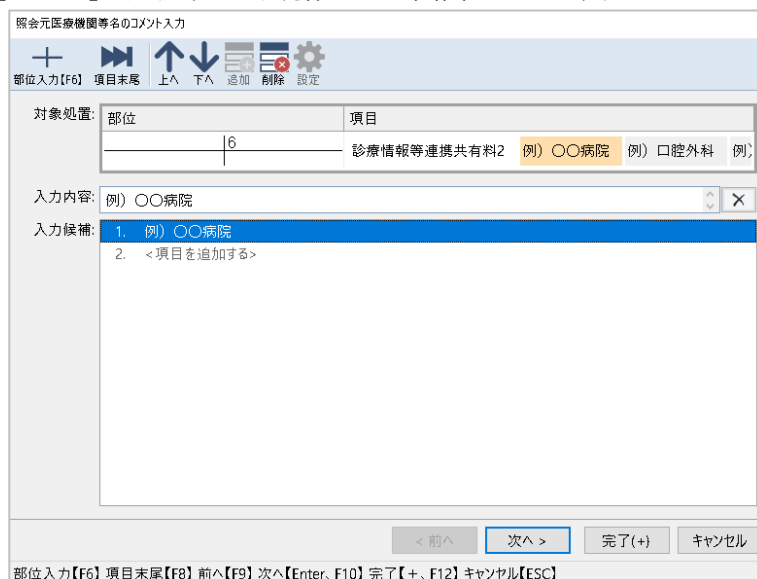 照会元医療機関等名のコメント入力
部位入力【F6】 項目末尾 上へ 下へ 追加 削除 設定
対象処置: 部位 項目
6 診療情報等連携共有料2 例）〇〇病院 例）口腔外科 例）
入力内容: 例）〇〇病院
入力候補: 1. 例）〇〇病院
2. <項目を追加する>
< 前へ 次へ > 完了(+) キャンセル
部位入力【F6】 項目末尾【F8】 前へ【F9】 次へ【Enter、F10】 完了【＋、F12】 キャンセル【ESC】